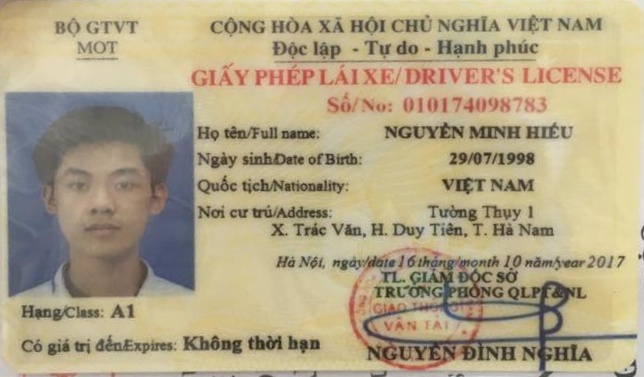 BỘ GTVT
MOT
CỘNG HÒA XÃ HỘI CHỦ NGHĨA VIỆT NAM
Độc lập - Tự do - Hạnh phúc
GIẤY PHÉP LÁI XE/DRIVER'S LICENSE
Số/No: 010174098783
Họ tên/Full name: NGUYỄN MINH HIẾU
Ngày sinh/Date of Birth: 29/07/1998
Quốc tịch/Nationality: VIỆT NAM
Nơi cư trú/Address: Tường Thụy 1
X. Trác Văn, H. Duy Tiên, T. Hà Nam
Hà Nội, ngày/date 16 tháng/month 10 năm/year 2017
TL. GIÁM ĐỐC SỞ
TRƯỞNG PHÒNG QLPT&NL
GIAO THÔNG
VẬN TẢI
NGUYỄN ĐÌNH NGHĨA
Hạng/Class: A1
Có giá trị đến/Expires: Không thời hạn